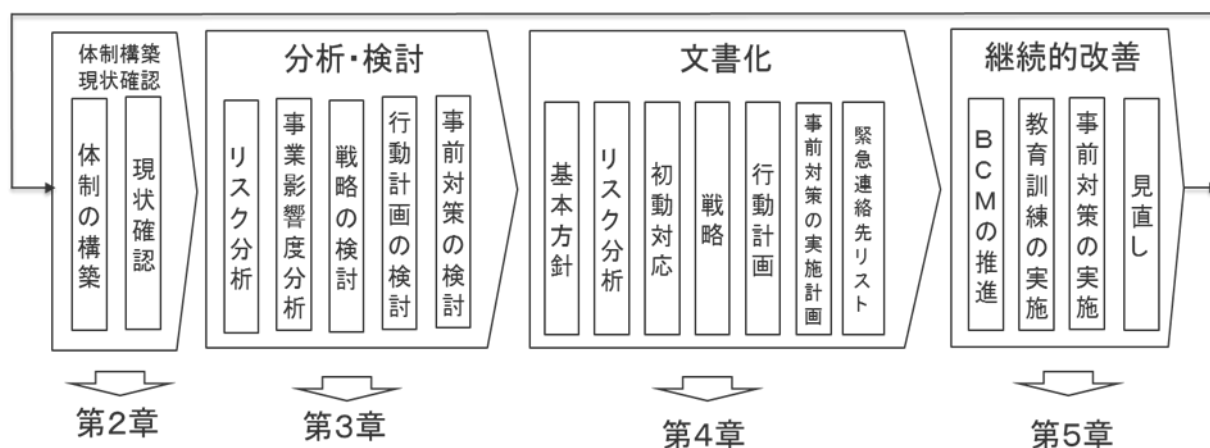 体制構築
現状確認
体制の構築
現状確認
分析・検討
リスク分析
事業影響度分析
戦略の検討
行動計画の検討
事前対策の検討
文書化
基本方針
リスク分析
初動対応
戦略
行動計画
事前対策の実施計画
緊急連絡先リスト
継続的改善
BCMの推進
教育訓練の実施
事前対策の実施
見直し
第2章
第3章
第4章
第5章